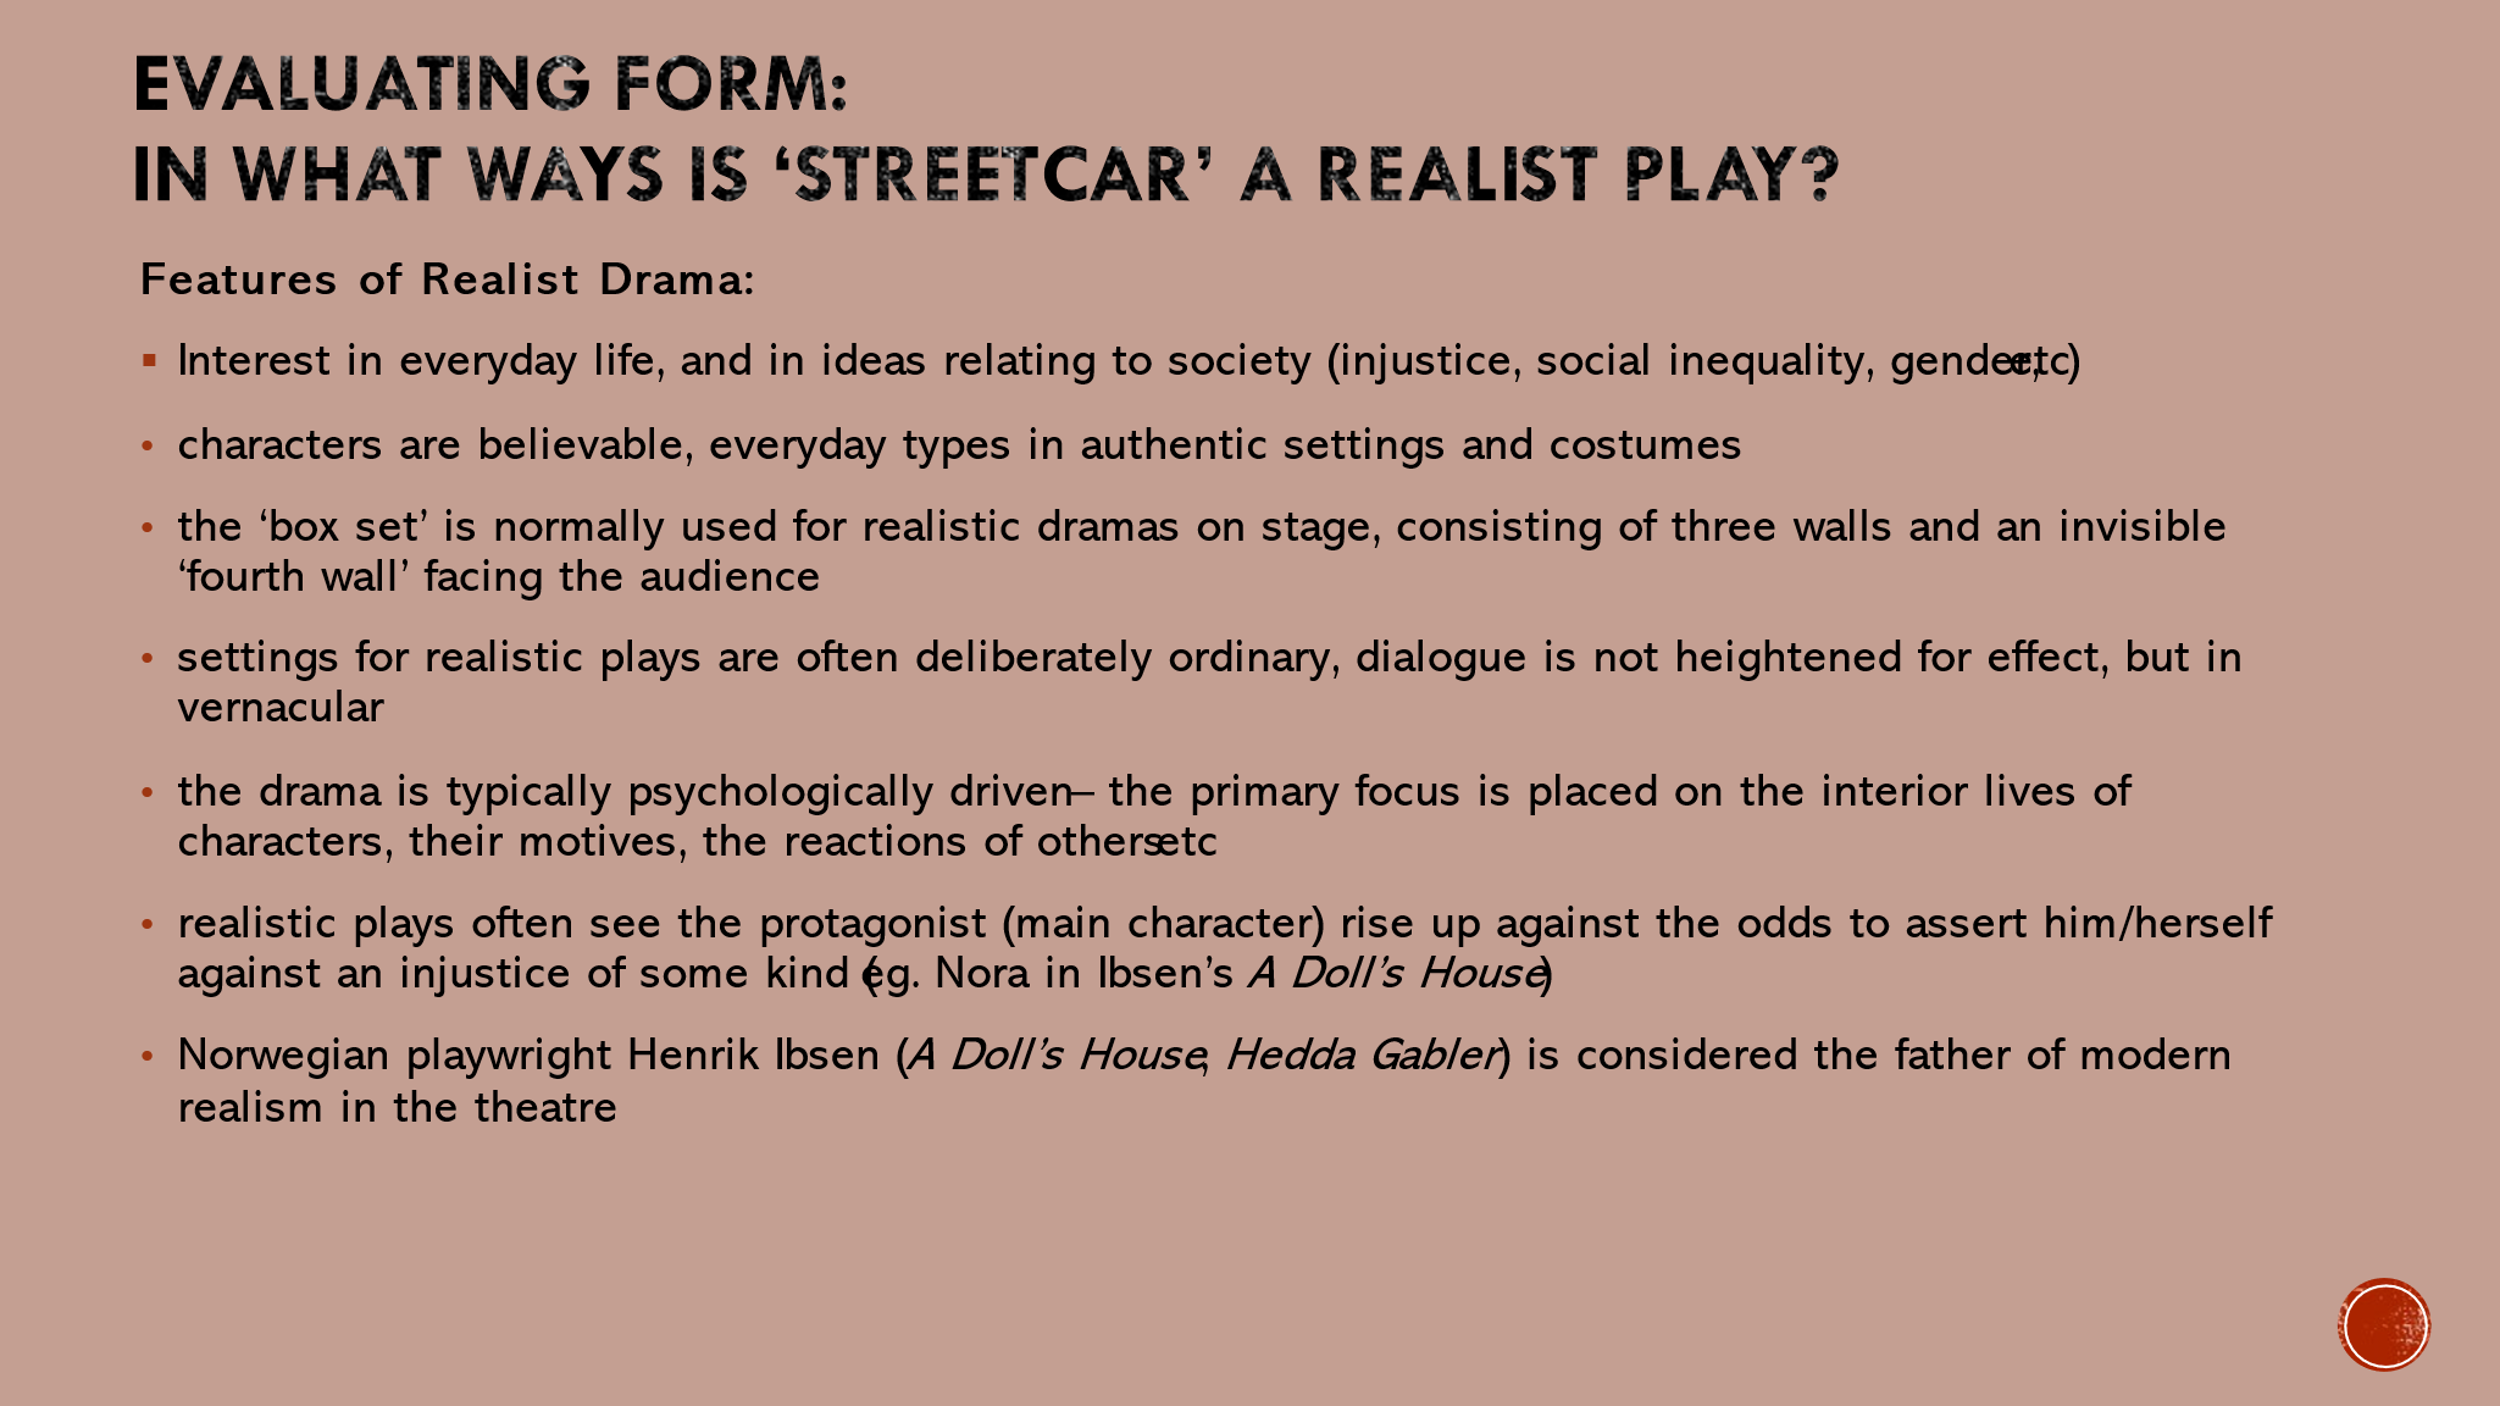 EVALUATING FORM:
IN WHAT WAYS IS ‘STREETCAR’ A REALIST PLAY?
Features of Realist Drama:
▪ Interest in everyday life, and in ideas relating to society (injustice, social inequality, gender, etc)
• characters are believable, everyday types in authentic settings and costumes
• the ‘box set’ is normally used for realistic dramas on stage, consisting of three walls and an invisible
‘fourth wall’ facing the audience
• settings for realistic plays are often deliberately ordinary, dialogue is not heightened for effect, but in
vernacular
• the drama is typically psychologically driven – the primary focus is placed on the interior lives of
characters, their motives, the reactions of others etc
• realistic plays often see the protagonist (main character) rise up against the odds to assert him/herself
against an injustice of some kind (eg. Nora in Ibsen’s A Doll’s House)
• Norwegian playwright Henrik Ibsen (A Doll’s House, Hedda Gabler) is considered the father of modern
realism in the theatre